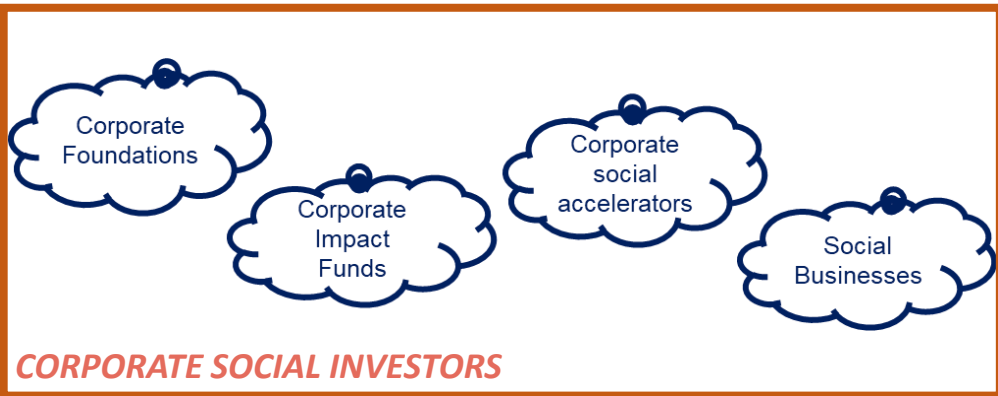 Corporate
Foundations
Corporate
Impact
Funds
Corporate
social
accelerators
Social
Businesses
CORPORATE SOCIAL INVESTORS